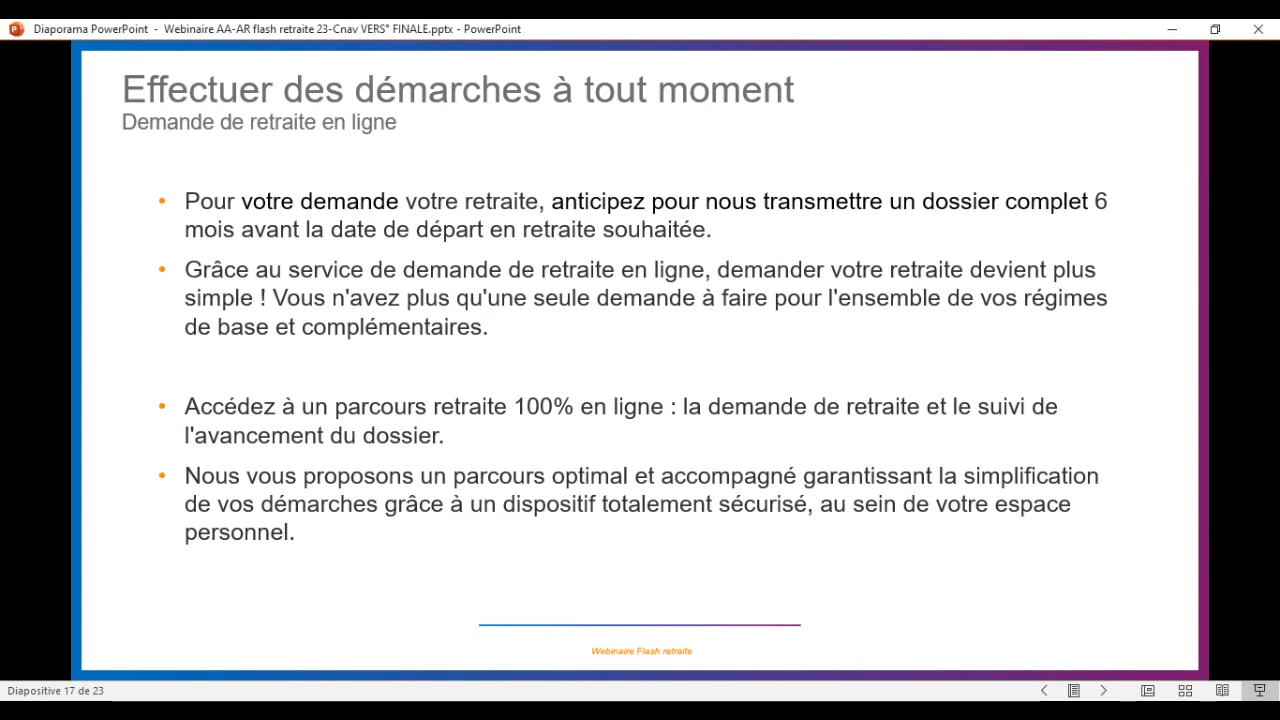 Diaporama PowerPoint - Webinaire AA-AR flash retraite 23-Cnav VERS° FINALE.pptx - PowerPoint
Effectuer des démarches à tout moment
Demande de retraite en ligne
• Pour votre demande votre retraite, anticipez pour nous transmettre un dossier complet 6
mois avant la date de départ en retraite souhaitée.
• Grâce au service de demande de retraite en ligne, demander votre retraite devient plus
simple ! Vous n'avez plus qu'une seule demande à faire pour l'ensemble de vos régimes
de base et complémentaires.
• Accédez à un parcours retraite 100% en ligne : la demande de retraite et le suivi de
l'avancement du dossier.
• Nous vous proposons un parcours optimal et accompagné garantissant la simplification
de vos démarches grâce à un dispositif totalement sécurisé, au sein de votre espace
personnel.
Webinaire Flash retraite
Diapositive 17 de 23